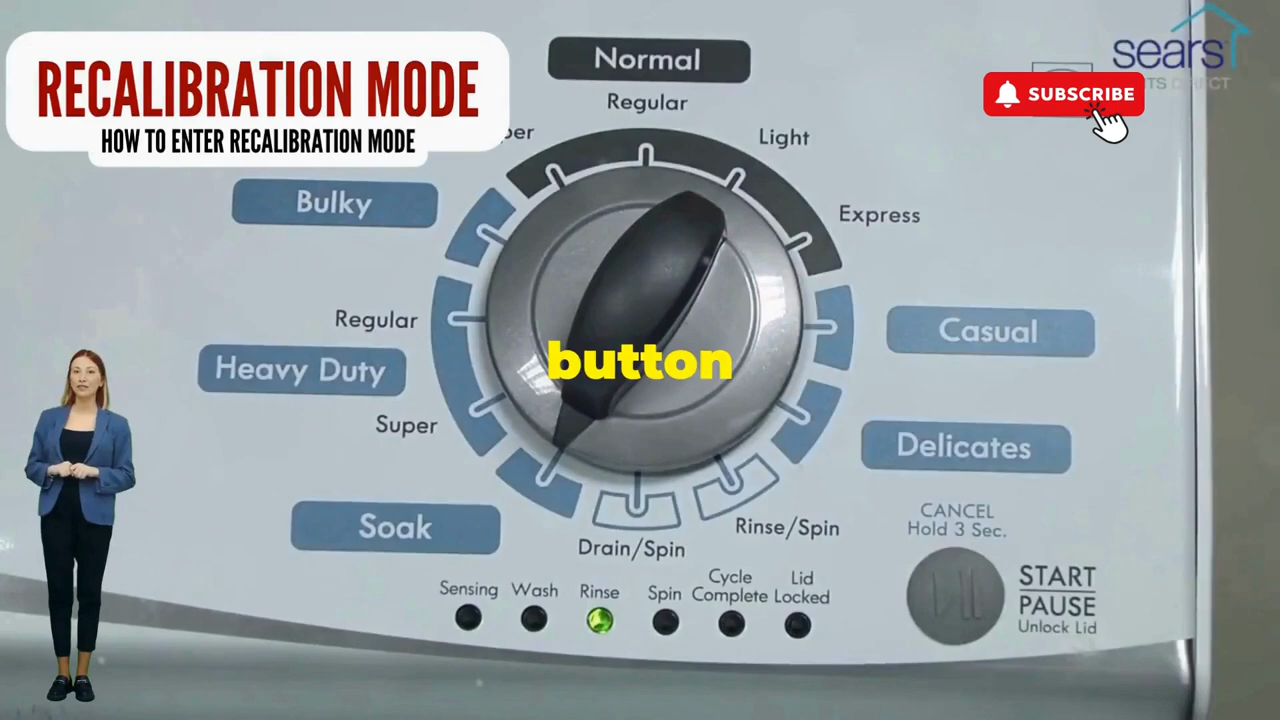 RECALIBRATION MODE
HOW TO ENTER RECALIBRATION MODE
sears
SUBSCRIBE
Normal
Regular
Light
Express
Bulky
Regular
Heavy Duty
Super
Soak
button
Casual
Delicates
Rinse/Spin
Drain/Spin
CANCEL
Hold 3 Sec.
START
PAUSE
Unlock Lid
Sensing
Wash
Rinse
Spin
Cycle
Complete
Lid
Locked